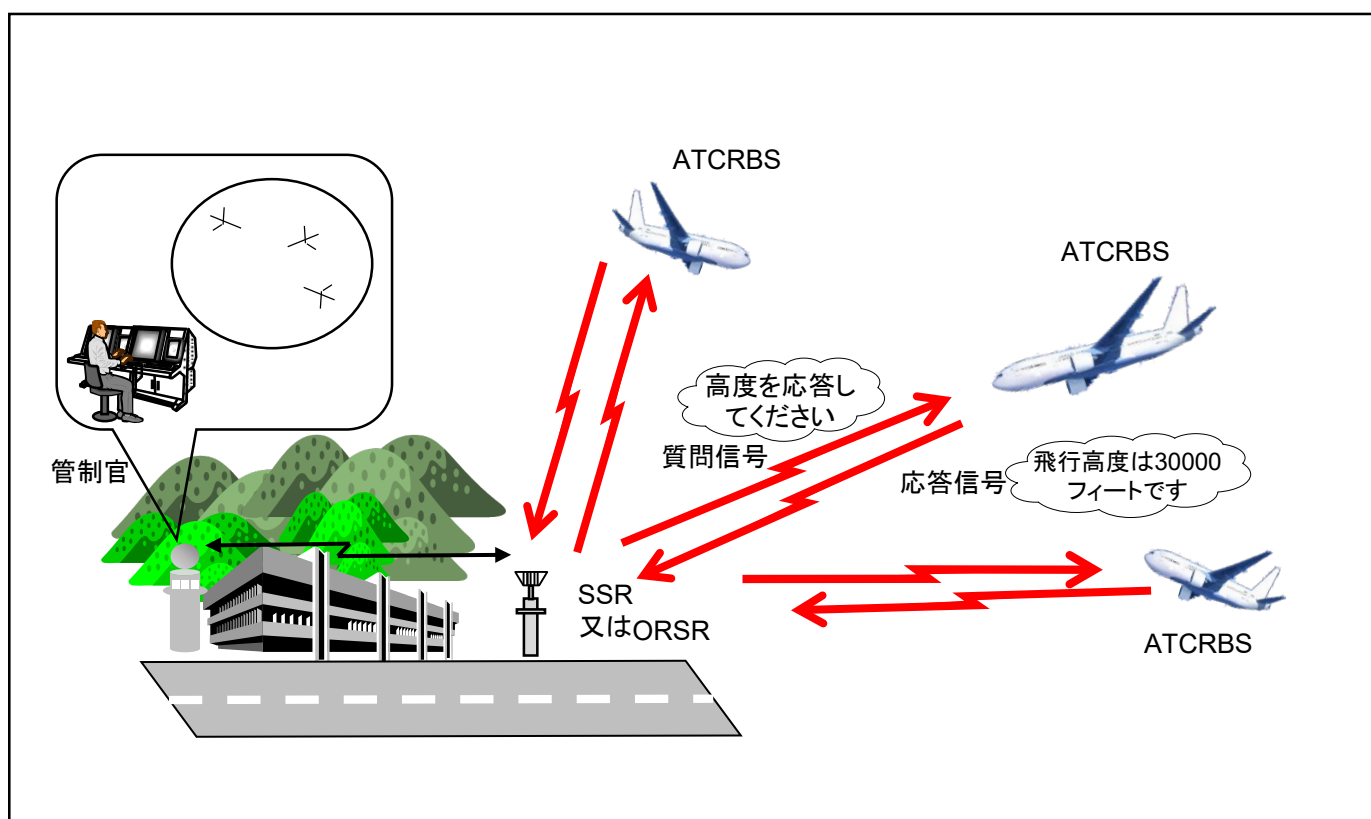 ATCRBS
ATCRBS
高度を応答し
てください
質問信号
管制官
応答信号
飛行高度は30000
フィートです
SSR
又はORSR
ATCRBS